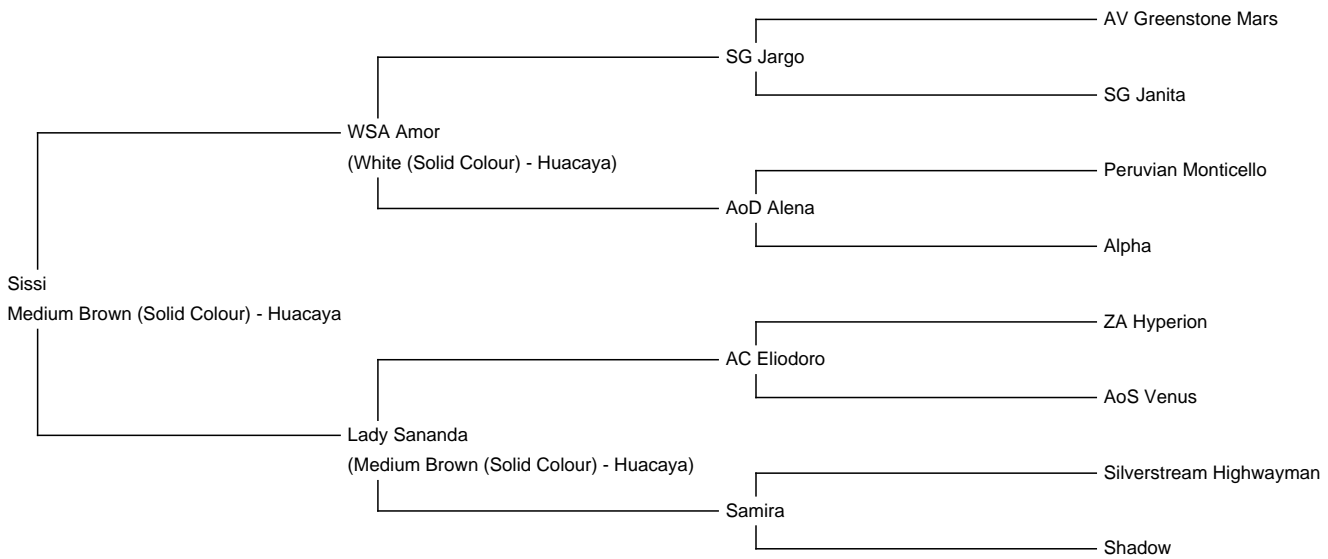 AV Greenstone Mars
SG Jargo
SG Janita
WSA Amor
(White (Solid Colour) - Huacaya)
Peruvian Monticello
AoD Alena
Alpha
Sissi
Medium Brown (Solid Colour) - Huacaya
ZA Hyperion
AC Eliodoro
AoS Venus
Lady Sananda
(Medium Brown (Solid Colour) - Huacaya)
Silverstream Highwayman
Samira
Shadow